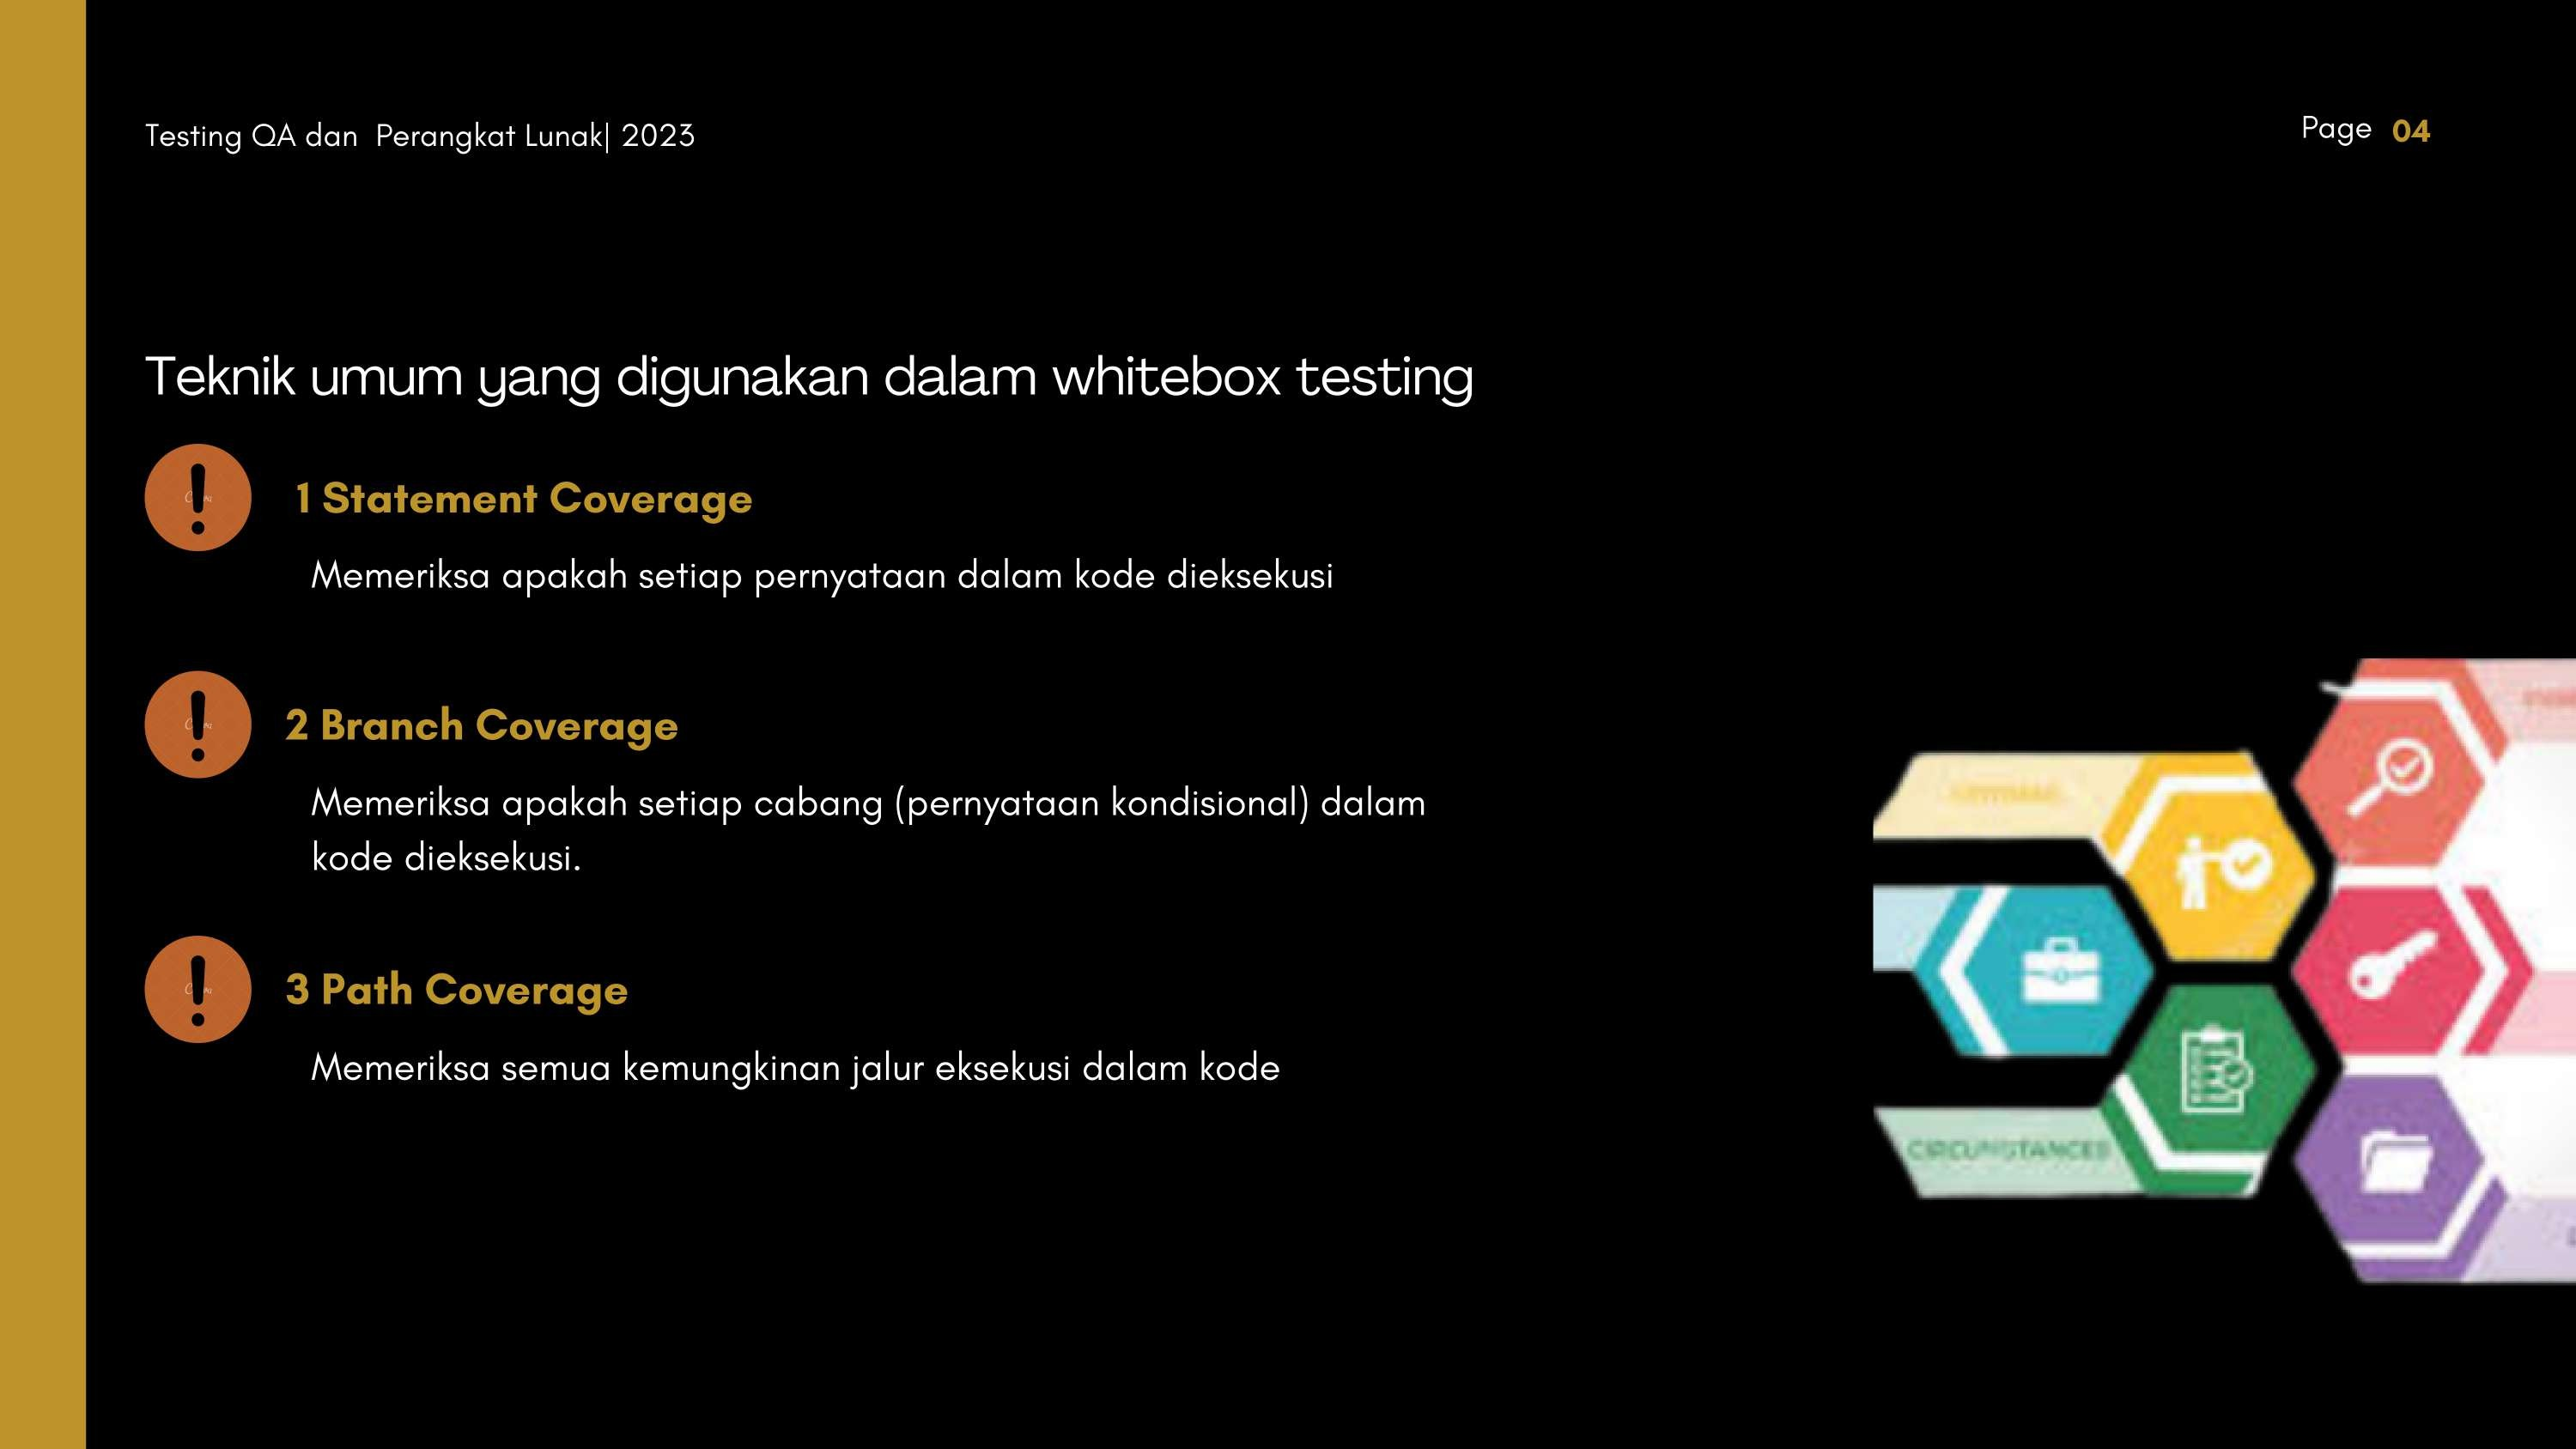 Testing QA dan  Perangkat Lunak| 2023
Page 04
Teknik umum yang digunakan dalam whitebox testing
1 Statement Coverage
Memeriksa apakah setiap pernyataan dalam kode dieksekusi
2 Branch Coverage
Memeriksa apakah setiap cabang (pernyataan kondisional) dalam
kode dieksekusi.
3 Path Coverage
Memeriksa semua kemungkinan jalur eksekusi dalam kode
CIRCUMSTANCES